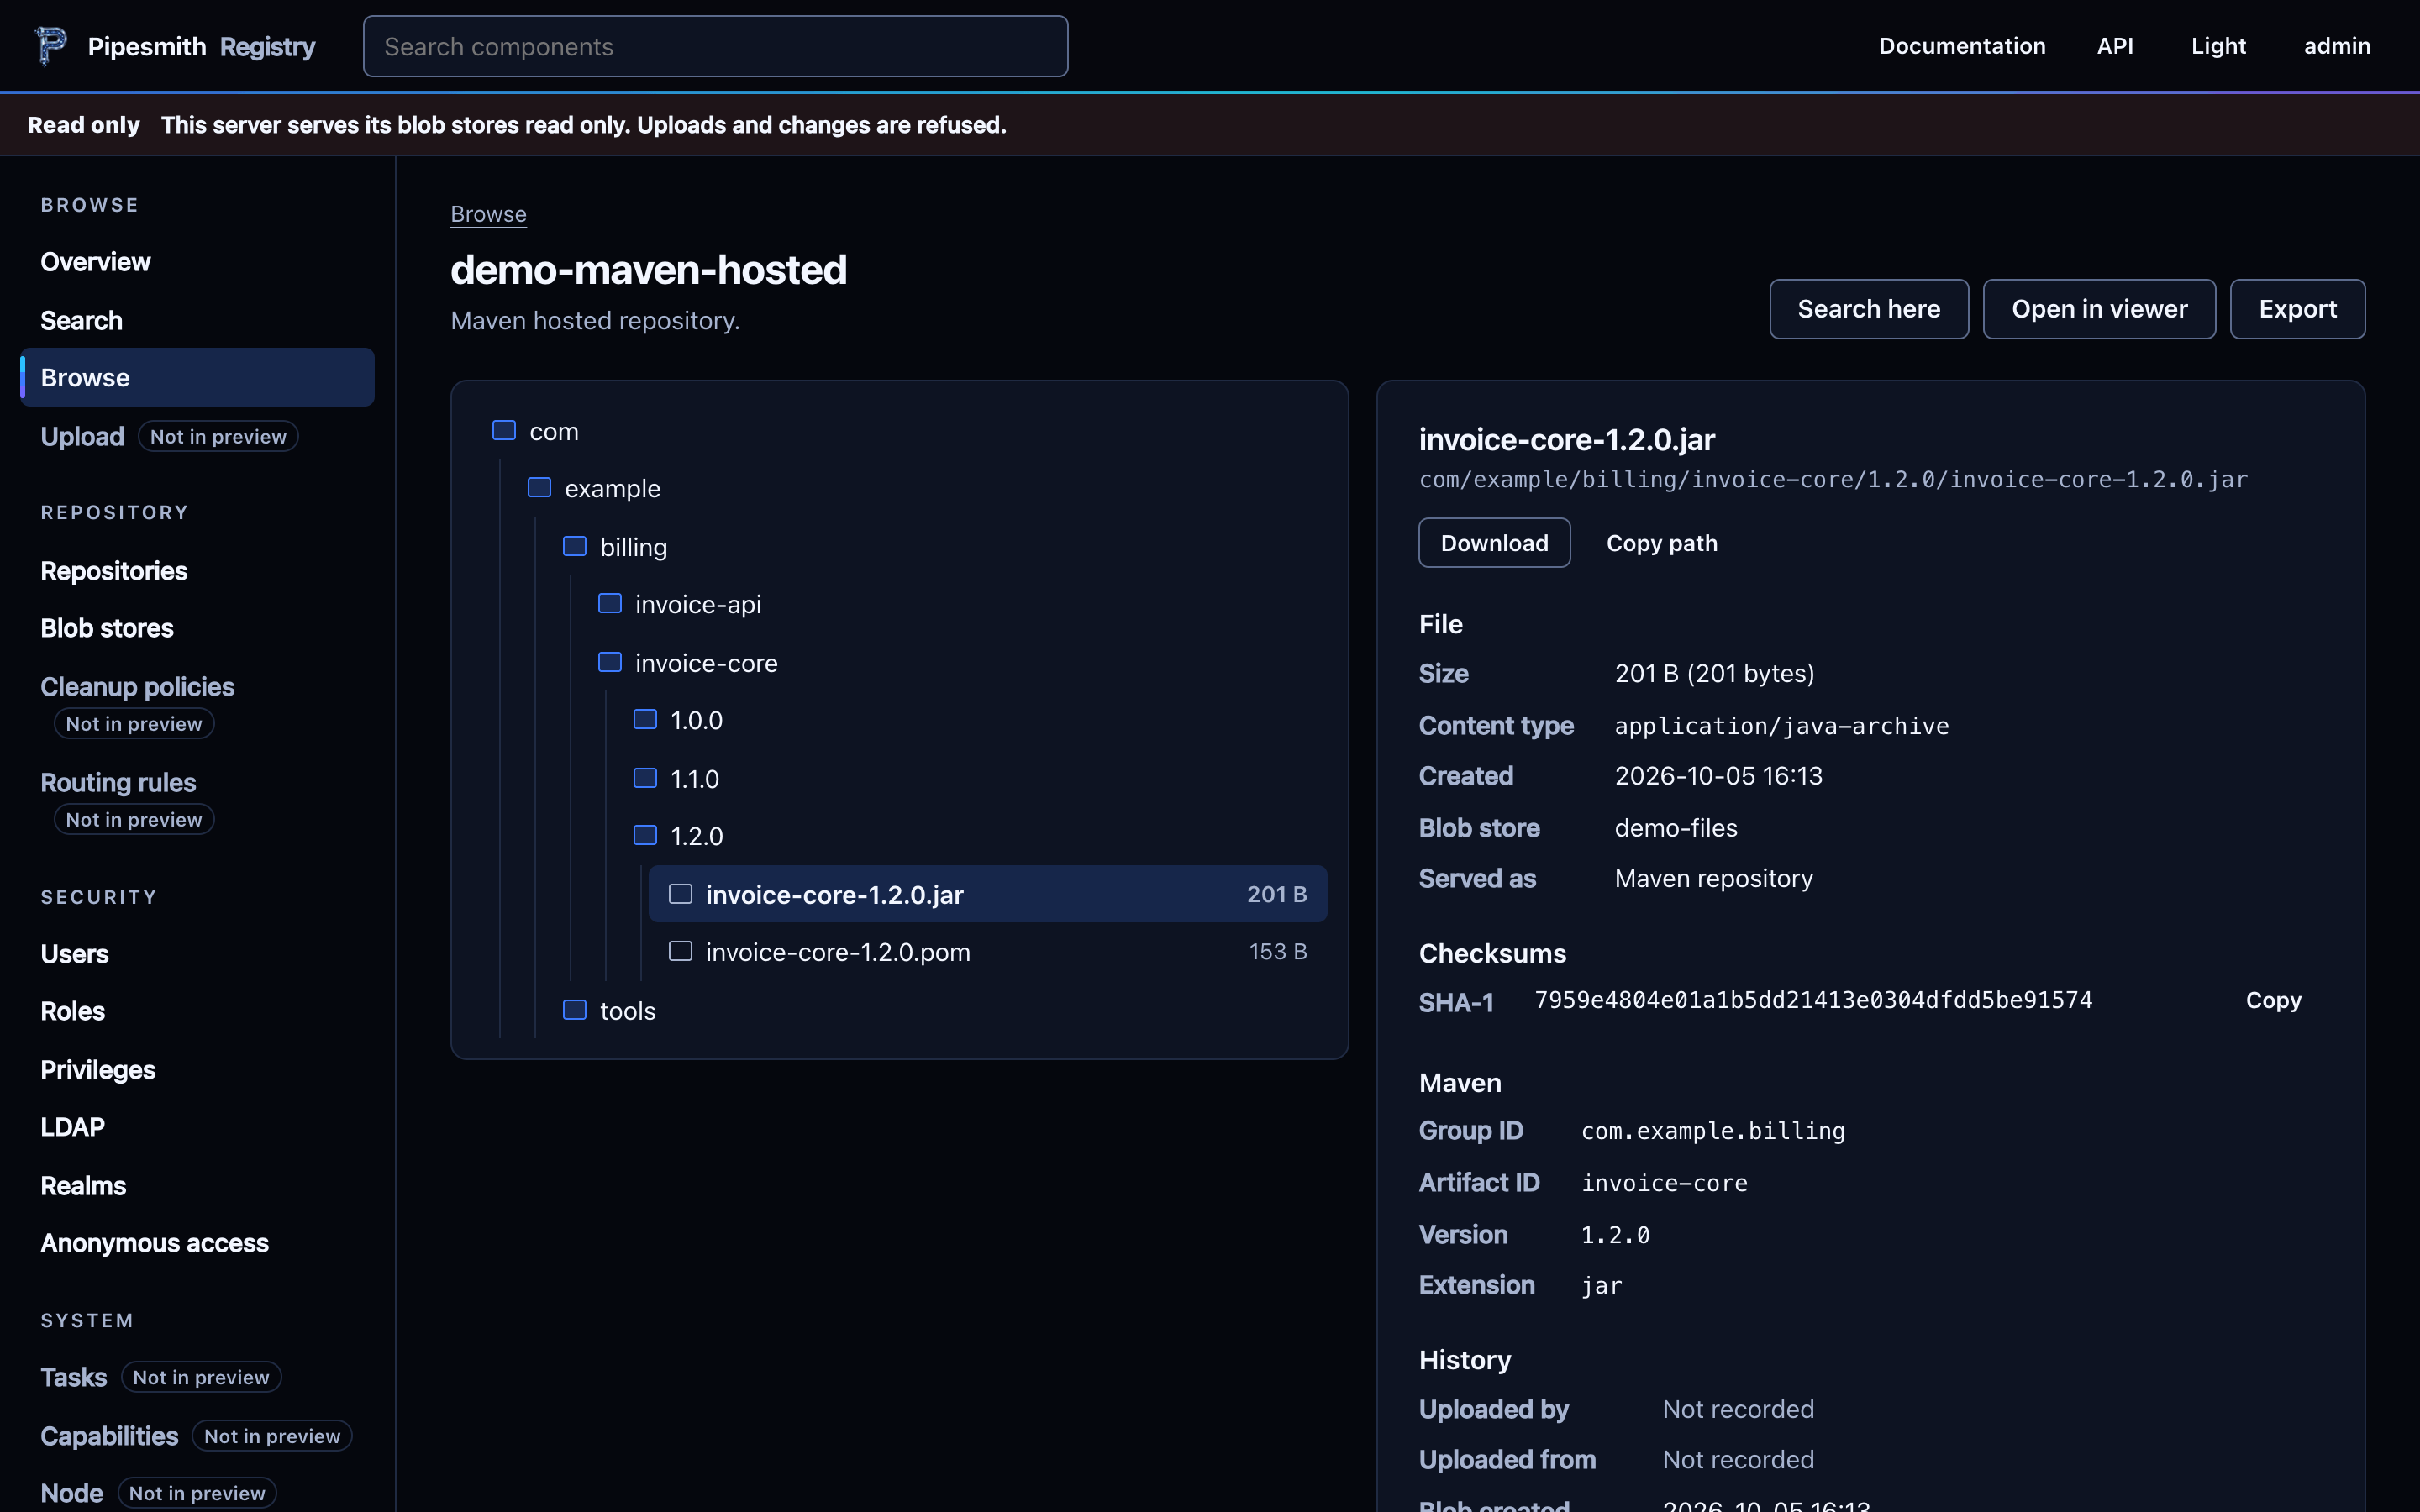 Pipesmith Registry
Search components
Documentation
API
Light
admin
Read only This server serves its blob stores read only. Uploads and changes are refused.
BROWSE
Overview
Search
Browse
Upload Not in preview
REPOSITORY
Repositories
Blob stores
Cleanup policies
Not in preview
Routing rules
Not in preview
SECURITY
Users
Roles
Privileges
LDAP
Realms
Anonymous access
SYSTEM
Tasks Not in preview
Capabilities Not in preview
Node Not in preview
Browse
demo-maven-hosted
Maven hosted repository.
Search here
Open in viewer
Export
com
example
billing
invoice-api
invoice-core
1.0.0
1.1.0
1.2.0
invoice-core-1.2.0.jar 201 B
invoice-core-1.2.0.pom 153 B
tools
invoice-core-1.2.0.jar
com/example/billing/invoice-core/1.2.0/invoice-core-1.2.0.jar
Download
Copy path
File
Size 201 B (201 bytes)
Content type application/java-archive
Created 2026-10-05 16:13
Blob store demo-files
Served as Maven repository
Checksums
SHA-1 7959e4804e01a1b5dd21413e0304dfdd5be91574 Copy
Maven
Group ID com.example.billing
Artifact ID invoice-core
Version 1.2.0
Extension jar
History
Uploaded by Not recorded
Uploaded from Not recorded
Blob created 2026-10-05 16:13